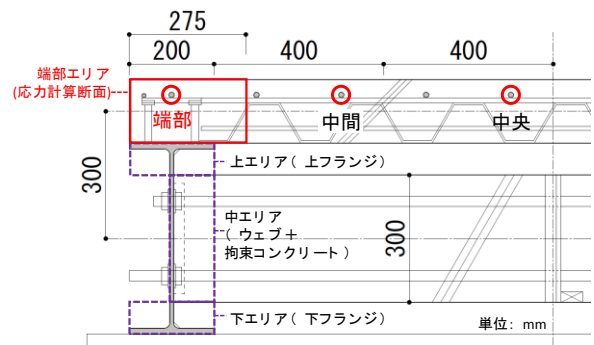 275
200
400
400
端部エリア
(応力計算断面)
端部
中間
中央
300
上エリア( 上フランジ)
中エリア
( ウェブ＋
拘束コンクリート)
300
下エリア( 下フランジ)
単位: mm